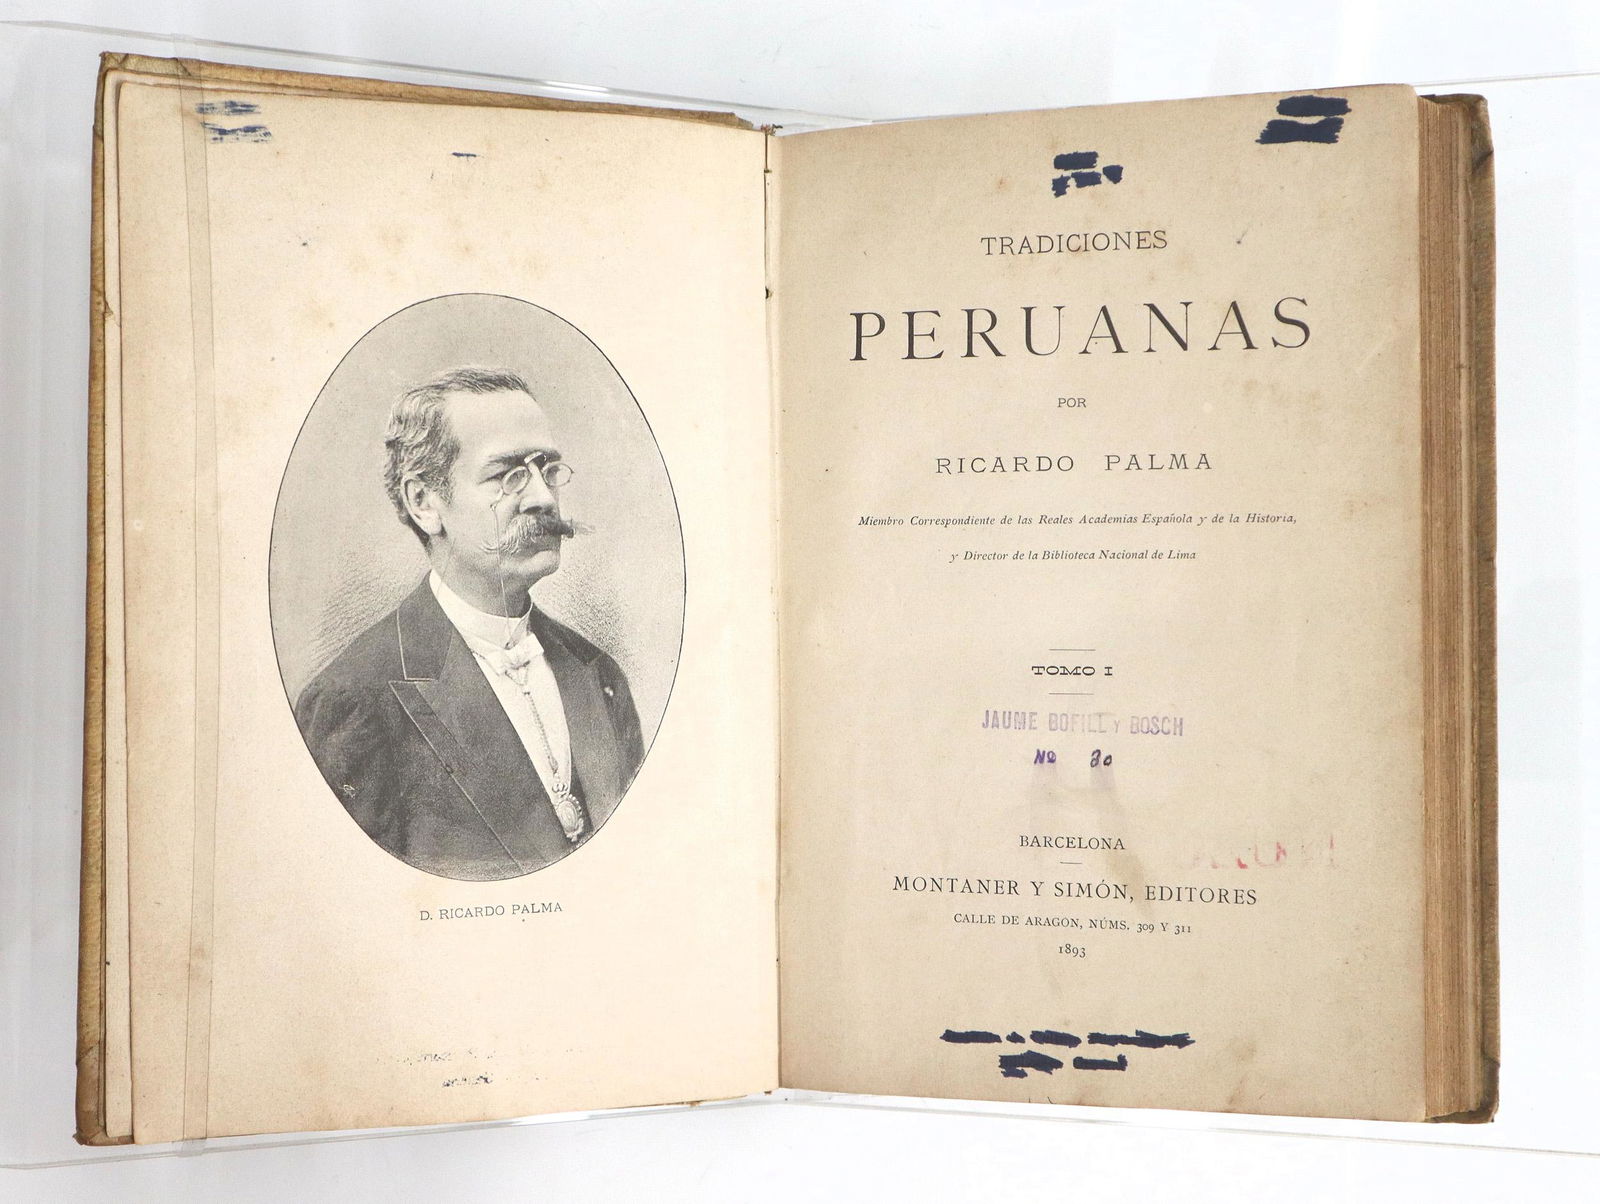 D. RICARDO PALMA
TRADICIONES
PERUANAS
POR
RICARDO PALMA
Miembro Correspondiente de las Reales Academias Española y de la Historia,
y Director de la Biblioteca Nacional de Lima
TOMO I
JAUME BOFILL Y BOSCH
Nº 30
BARCELONA
MONTANER Y SIMÓN, EDITORES
CALLE DE ARAGON, NÚMS. 309 Y 311
1893